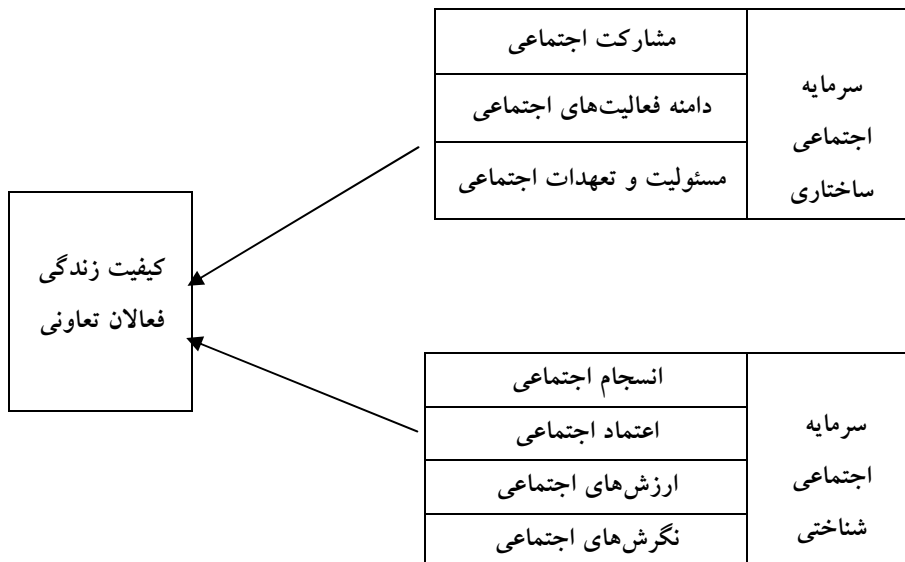 سرمایه
اجتماعی
ساختاری
مشارکت اجتماعی
دامنه فعالیت‌های اجتماعی
مسئولیت و تعهدات اجتماعی
سرمایه
اجتماعی
شناختی
انسجام اجتماعی
اعتماد اجتماعی
ارزش‌های اجتماعی
نگرش‌های اجتماعی
کیفیت زندگی
فعالان تعاونی